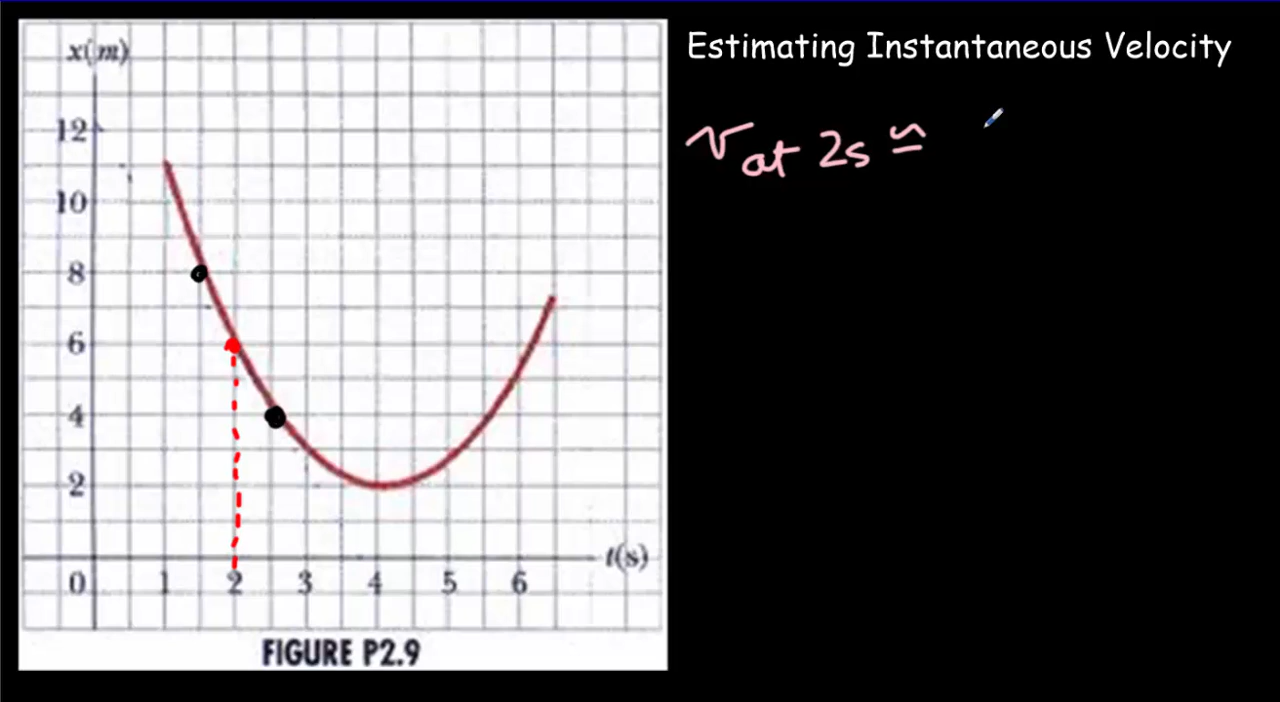 Estimating Instantaneous Velocity
v at 2s ≃
x(m)
12
10
8
6
4
2
0 1 2 3 4 5 6 t(s)
FIGURE P2.9